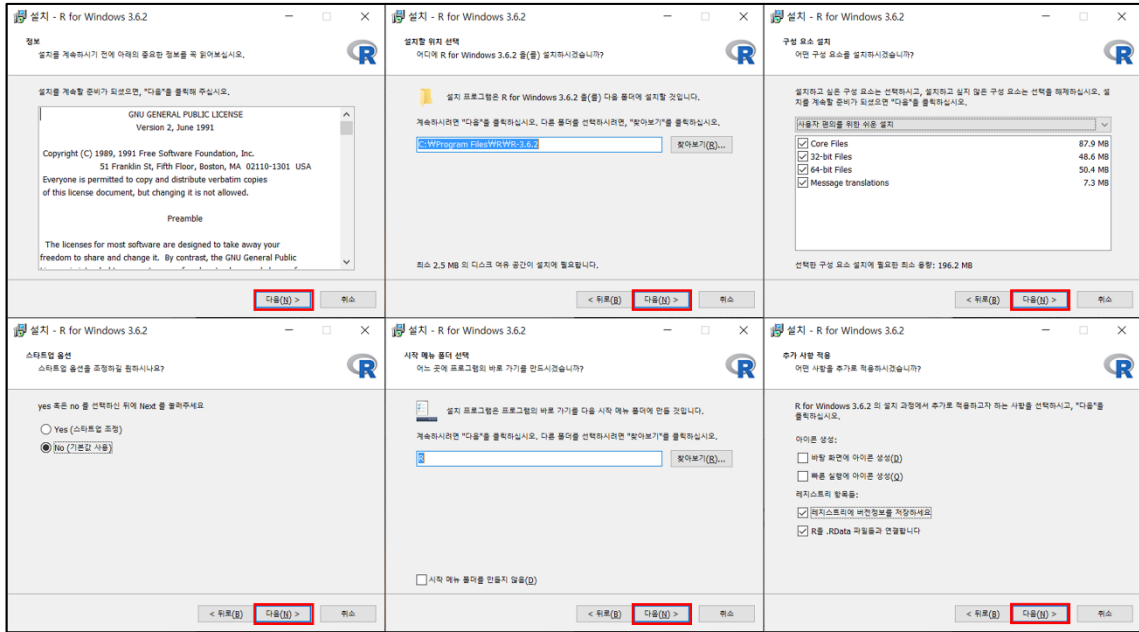 설치 - R for Windows 3.6.2
정보
설치를 계속하시기 전에 아래의 중요한 정보를 꼭 읽어보십시오.
R
설치를 계속할 준비가 되셨으면, "다음"을 클릭해 주십시오.
GNU GENERAL PUBLIC LICENSE
Version 2, June 1991
Copyright (C) 1989, 1991 Free Software Foundation, Inc.
51 Franklin St, Fifth Floor, Boston, MA 02110-1301 USA
Everyone is permitted to copy and distribute verbatim copies
of this license document, but changing it is not allowed.
Preamble
The licenses for most software are designed to take away your
freedom to share and change it. By contrast, the GNU General Public
다음(N) >
취소
설치 - R for Windows 3.6.2
설치할 위치 선택
어디에 R for Windows 3.6.2 을(를) 설치하시겠습니까?
R
설치 프로그램은 R for Windows 3.6.2 을(를) 다음 폴더에 설치할 것입니다.
계속하시려면 "다음"을 클릭하십시오. 다른 폴더를 선택하시려면, "찾아보기"를 클릭하십시오.
C:₩Program Files₩R₩R-3.6.2
찾아보기(R)...
최소 2.5 MB 의 디스크 여유 공간이 설치에 필요합니다.
< 뒤로(B)
다음(N) >
취소
설치 - R for Windows 3.6.2
구성 요소 설치
어떤 구성 요소를 설치하시겠습니까?
R
설치하고 싶은 구성 요소는 선택하시고, 설치하고 싶지 않은 구성 요소는 선택을 해제하십시오. 설
치를 계속할 준비가 되셨으면 "다음"을 클릭하십시오.
사용자 편의를 위한 쉬운 설치
Core Files 87.9 MB
32-bit Files 48.6 MB
64-bit Files 50.4 MB
Message translations 7.3 MB
선택한 구성 요소 설치에 필요한 최소 용량: 196.2 MB
< 뒤로(B)
다음(N) >
취소
설치 - R for Windows 3.6.2
스타트업 옵션
스타트업 옵션을 조정하길 원하시나요?
R
yes 혹은 no 를 선택하신 뒤에 Next 를 눌러주세요
Yes (스타트업 조정)
No (기본값 사용)
< 뒤로(B)
다음(N) >
취소
설치 - R for Windows 3.6.2
시작 메뉴 폴더 선택
어느 곳에 프로그램의 바로 가기를 만드시겠습니까?
R
설치 프로그램은 프로그램의 바로 가기를 다음 시작 메뉴 폴더에 만들 것입니다.
계속하시려면 "다음"을 클릭하십시오. 다른 폴더를 선택하시려면 "찾아보기"를 클릭하십시오.
R
찾아보기(R)...
시작 메뉴 폴더를 만들지 않음(D)
< 뒤로(B)
다음(N) >
취소
설치 - R for Windows 3.6.2
추가 사항 적용
어떤 사항을 추가로 적용하시겠습니까?
R
R for Windows 3.6.2 의 설치 과정에서 추가로 적용하고자 하는 사항을 선택하시고, "다음"을
클릭하십시오.
아이콘 생성:
바탕 화면에 아이콘 생성(D)
빠른 실행에 아이콘 생성(Q)
레지스트리 항목들:
레지스트리에 버전정보를 저장하세요
R을 .RData 파일들과 연결합니다
< 뒤로(B)
다음(N) >
취소